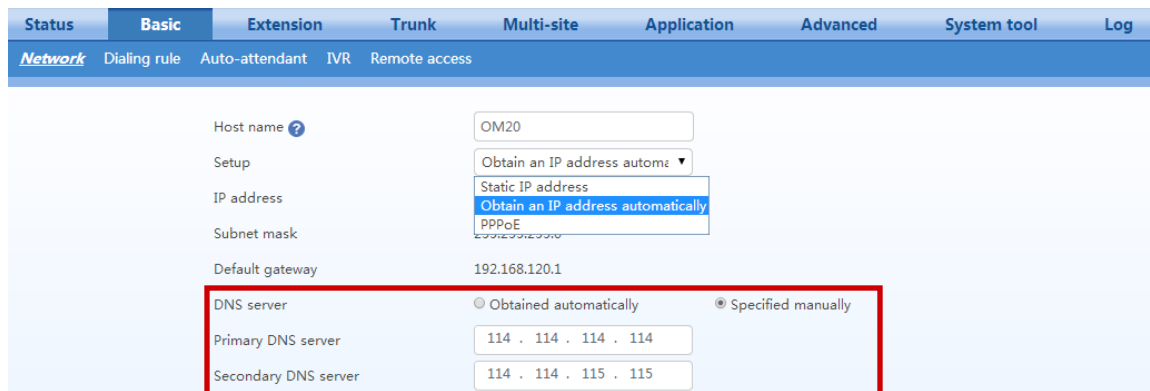 Status Basic Extension Trunk Multi-site Application Advanced System tool Log
Network Dialing rule Auto-attendant IVR Remote access
Host name ? OM20
Setup Obtain an IP address automa
Static IP address
IP address
Obtain an IP address automatically
PPPoE
Subnet mask
Default gateway 192.168.120.1
DNS server Obtained automatically Specified manually
Primary DNS server 114 . 114 . 114 . 114
Secondary DNS server 114 . 114 . 115 . 115